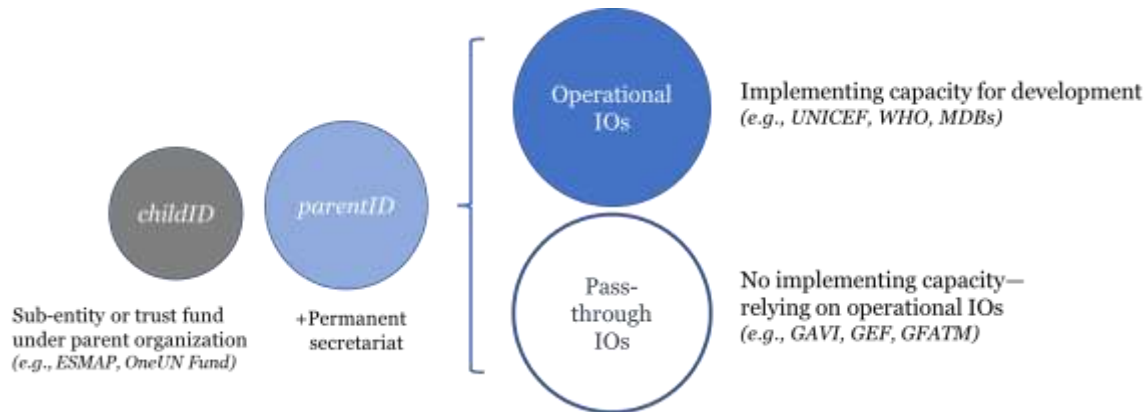 childID
Sub-entity or trust fund
under parent organization
(e.g., ESMAP, OneUN Fund)
parentID
+Permanent
secretariat
Operational
IOs
Implementing capacity for development
(e.g., UNICEF, WHO, MDBs)
Pass-
through
IOs
No implementing capacity—
relying on operational IOs
(e.g., GAVI, GEF, GFATM)